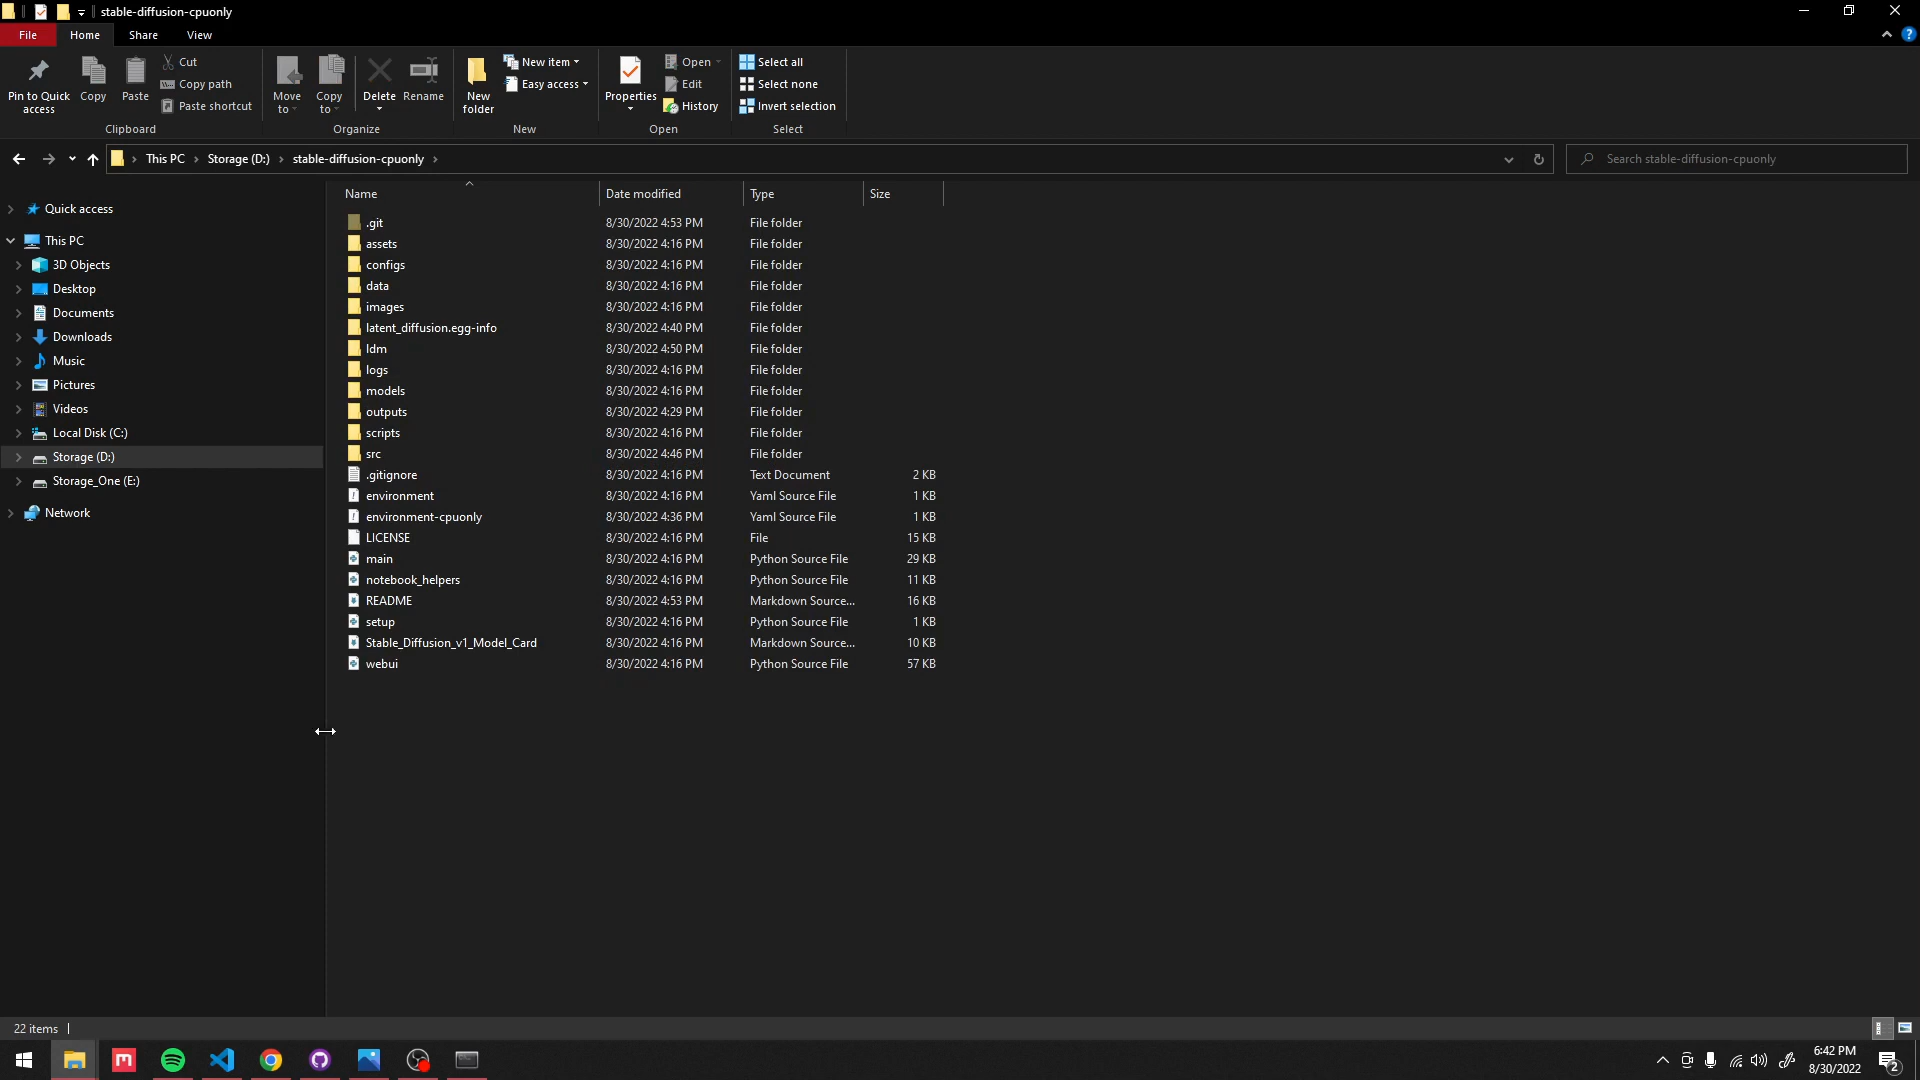 stable-diffusion-cpuonly
File Home Share View
Pin to Quick access
Copy
Paste
Cut
Copy path
Paste shortcut
Clipboard
Move to
Copy to
Delete
Rename
Organize
New folder
New item
Easy access
New
Properties
Open
Edit
History
Open
Select all
Select none
Invert selection
Select
This PC Storage (D:) stable-diffusion-cpuonly
Search stable-diffusion-cpuonly
Quick access
This PC
3D Objects
Desktop
Documents
Downloads
Music
Pictures
Videos
Local Disk (C:)
Storage (D:)
Storage_One (E:)
Network
Name Date modified Type Size
.git 8/30/2022 4:53 PM File folder
assets 8/30/2022 4:16 PM File folder
configs 8/30/2022 4:16 PM File folder
data 8/30/2022 4:16 PM File folder
images 8/30/2022 4:16 PM File folder
latent_diffusion.egg-info 8/30/2022 4:40 PM File folder
ldm 8/30/2022 4:50 PM File folder
logs 8/30/2022 4:16 PM File folder
models 8/30/2022 4:16 PM File folder
outputs 8/30/2022 4:29 PM File folder
scripts 8/30/2022 4:16 PM File folder
src 8/30/2022 4:46 PM File folder
.gitignore 8/30/2022 4:16 PM Text Document 2 KB
environment 8/30/2022 4:16 PM Yaml Source File 1 KB
environment-cpuonly 8/30/2022 4:36 PM Yaml Source File 1 KB
LICENSE 8/30/2022 4:16 PM File 15 KB
main 8/30/2022 4:16 PM Python Source File 29 KB
notebook_helpers 8/30/2022 4:16 PM Python Source File 11 KB
README 8/30/2022 4:53 PM Markdown Source... 16 KB
setup 8/30/2022 4:16 PM Python Source File 1 KB
Stable_Diffusion_v1_Model_Card 8/30/2022 4:16 PM Markdown Source... 10 KB
webui 8/30/2022 4:16 PM Python Source File 57 KB
22 items
6:42 PM
8/30/2022
2